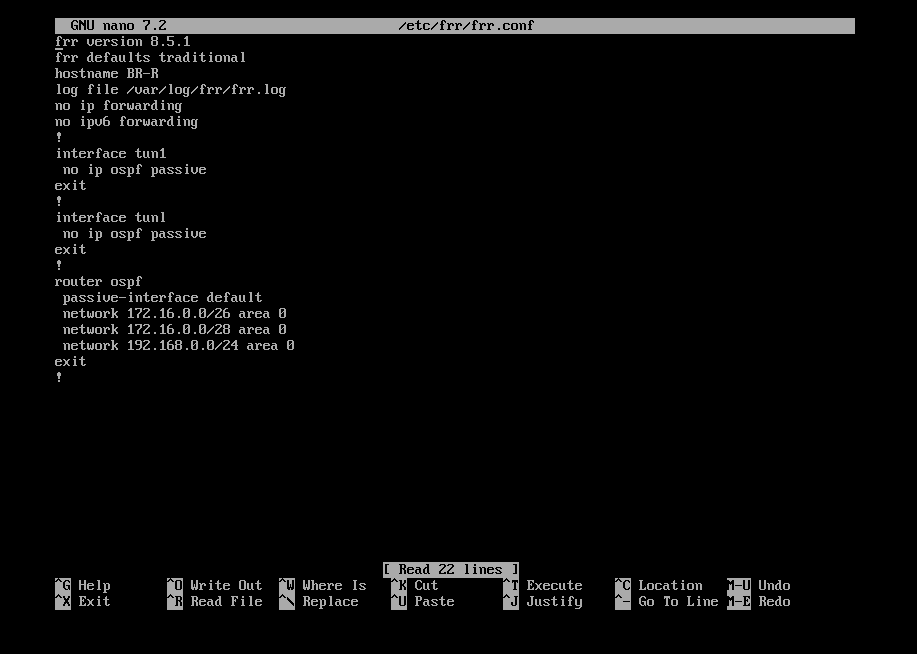 GNU nano 7.2 /etc/frr/frr.conf
frr version 8.5.1
frr defaults traditional
hostname BR-R
log file /var/log/frr/frr.log
no ip forwarding
no ipv6 forwarding
!
interface tun1
 no ip ospf passive
exit
!
interface tunl
 no ip ospf passive
exit
!
router ospf
 passive-interface default
 network 172.16.0.0/26 area 0
 network 172.16.0.0/28 area 0
 network 192.168.0.0/24 area 0
exit
!
[ Read 22 lines ]
^G Help ^O Write Out ^W Where Is ^K Cut ^T Execute ^C Location M-U Undo
^X Exit ^R Read File ^\ Replace ^U Paste ^J Justify ^- Go To Line M-E Redo